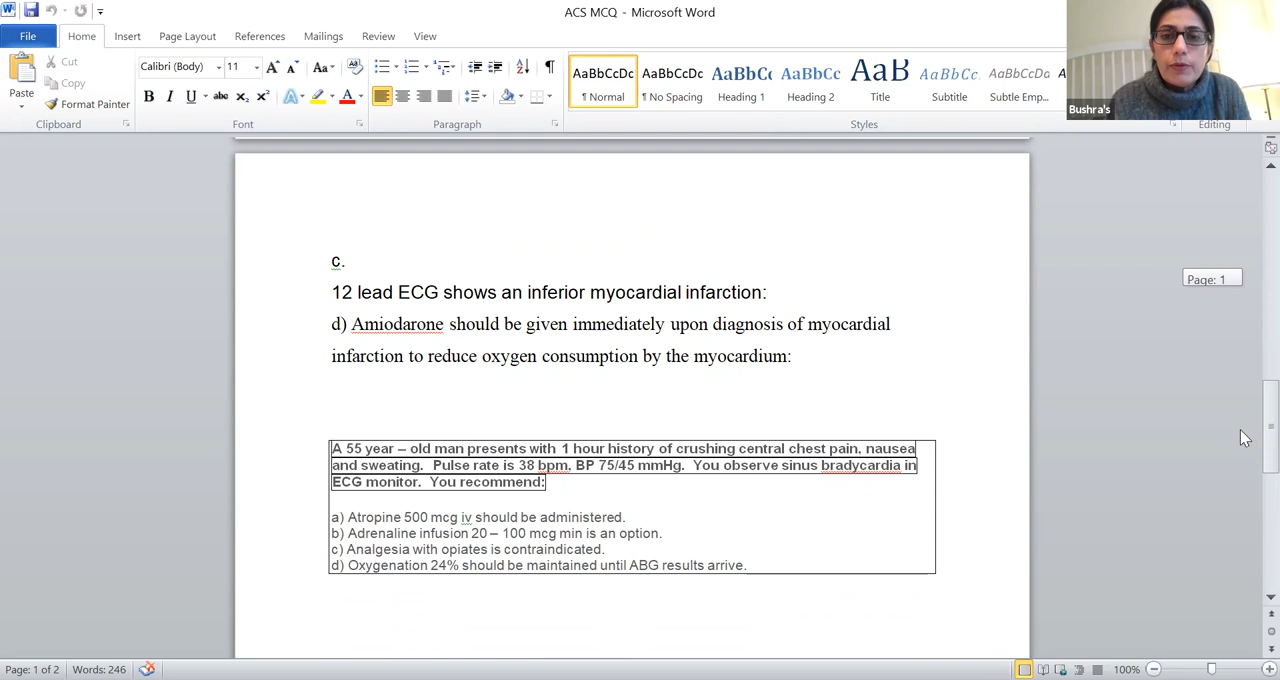 ACS MCQ - Microsoft Word
File Home Insert Page Layout References Mailings Review View
Cut
Copy
Paste
Format Painter
Calibri (Body) 11
AaBbCcDc AaBbCcDc AaBbCc AaBbCc AaB AaBbCc. AaBbCcDc
¶ Normal ¶ No Spacing Heading 1 Heading 2 Title Subtitle Subtle Emp...
Clipboard Font Paragraph Styles Editing
Bushra's
c.
12 lead ECG shows an inferior myocardial infarction:
d) Amiodarone should be given immediately upon diagnosis of myocardial
infarction to reduce oxygen consumption by the myocardium:
Page: 1
A 55 year – old man presents with 1 hour history of crushing central chest pain, nausea
and sweating. Pulse rate is 38 bpm, BP 75/45 mmHg. You observe sinus bradycardia in
ECG monitor. You recommend:
a) Atropine 500 mcg iv should be administered.
b) Adrenaline infusion 20 – 100 mcg min is an option.
c) Analgesia with opiates is contraindicated.
d) Oxygenation 24% should be maintained until ABG results arrive.
Page: 1 of 2 Words: 246 100%